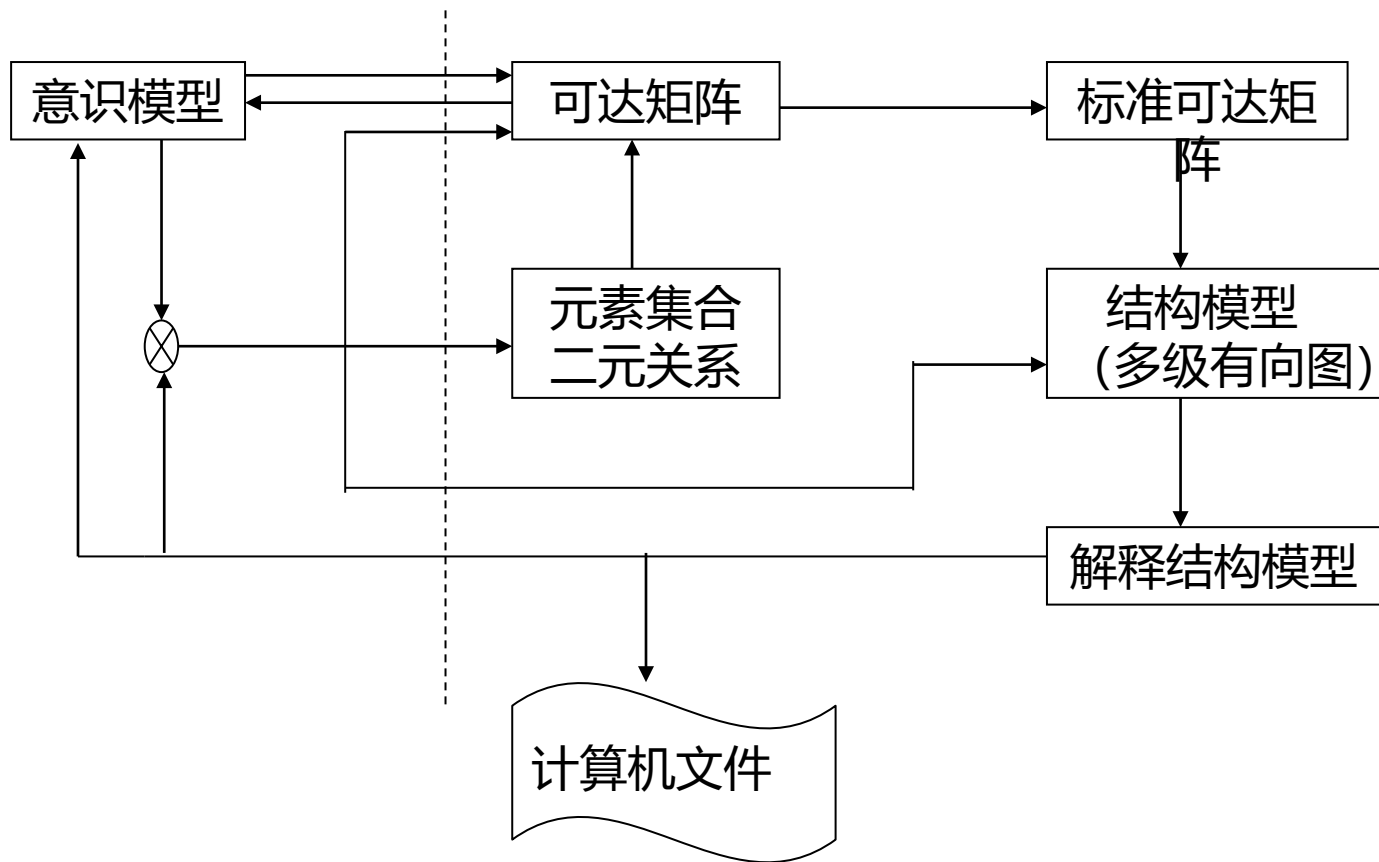 意识模型
可达矩阵
标准可达矩
阵
元素集合
二元关系
结构模型
（多级有向图）
解释结构模型
计算机文件